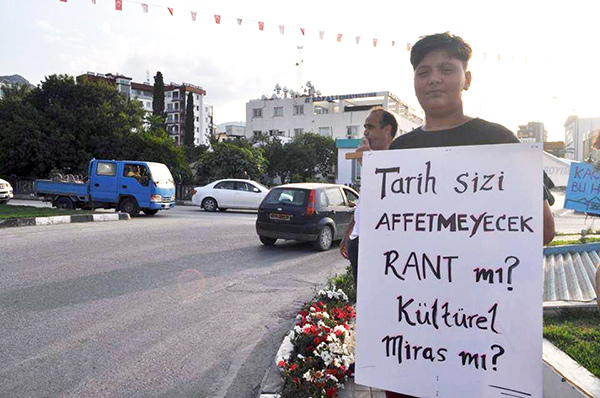 Tarih sizi
AFFETMEYECEK
RANT mı?
Kültürel
Miras mı?